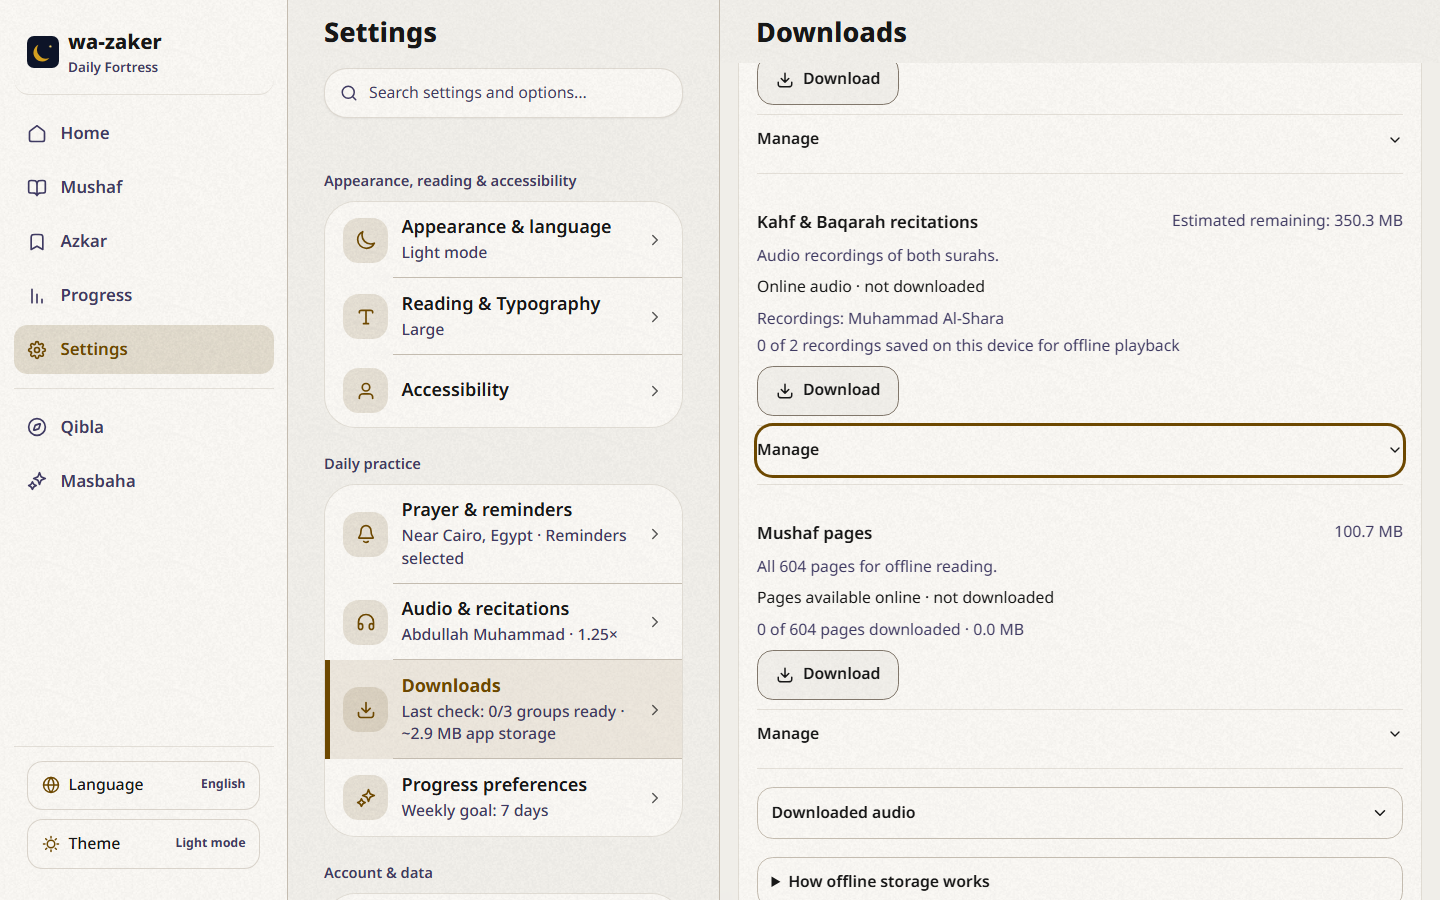 wa-zaker
Daily Fortress
Home
Mushaf
Azkar
Progress
Settings
Qibla
Masbaha
Language English
Theme Light mode
Settings
Search settings and options...
Appearance, reading & accessibility
Appearance & language
Light mode
Reading & Typography
Large
Accessibility
Daily practice
Prayer & reminders
Near Cairo, Egypt · Reminders
selected
Audio & recitations
Abdullah Muhammad · 1.25×
Downloads
Last check: 0/3 groups ready ·
~2.9 MB app storage
Progress preferences
Weekly goal: 7 days
Account & data
Downloads
Download
Manage
Kahf & Baqarah recitations Estimated remaining: 350.3 MB
Audio recordings of both surahs.
Online audio · not downloaded
Recordings: Muhammad Al-Shara
0 of 2 recordings saved on this device for offline playback
Download
Manage
Mushaf pages 100.7 MB
All 604 pages for offline reading.
Pages available online · not downloaded
0 of 604 pages downloaded · 0.0 MB
Download
Manage
Downloaded audio
How offline storage works